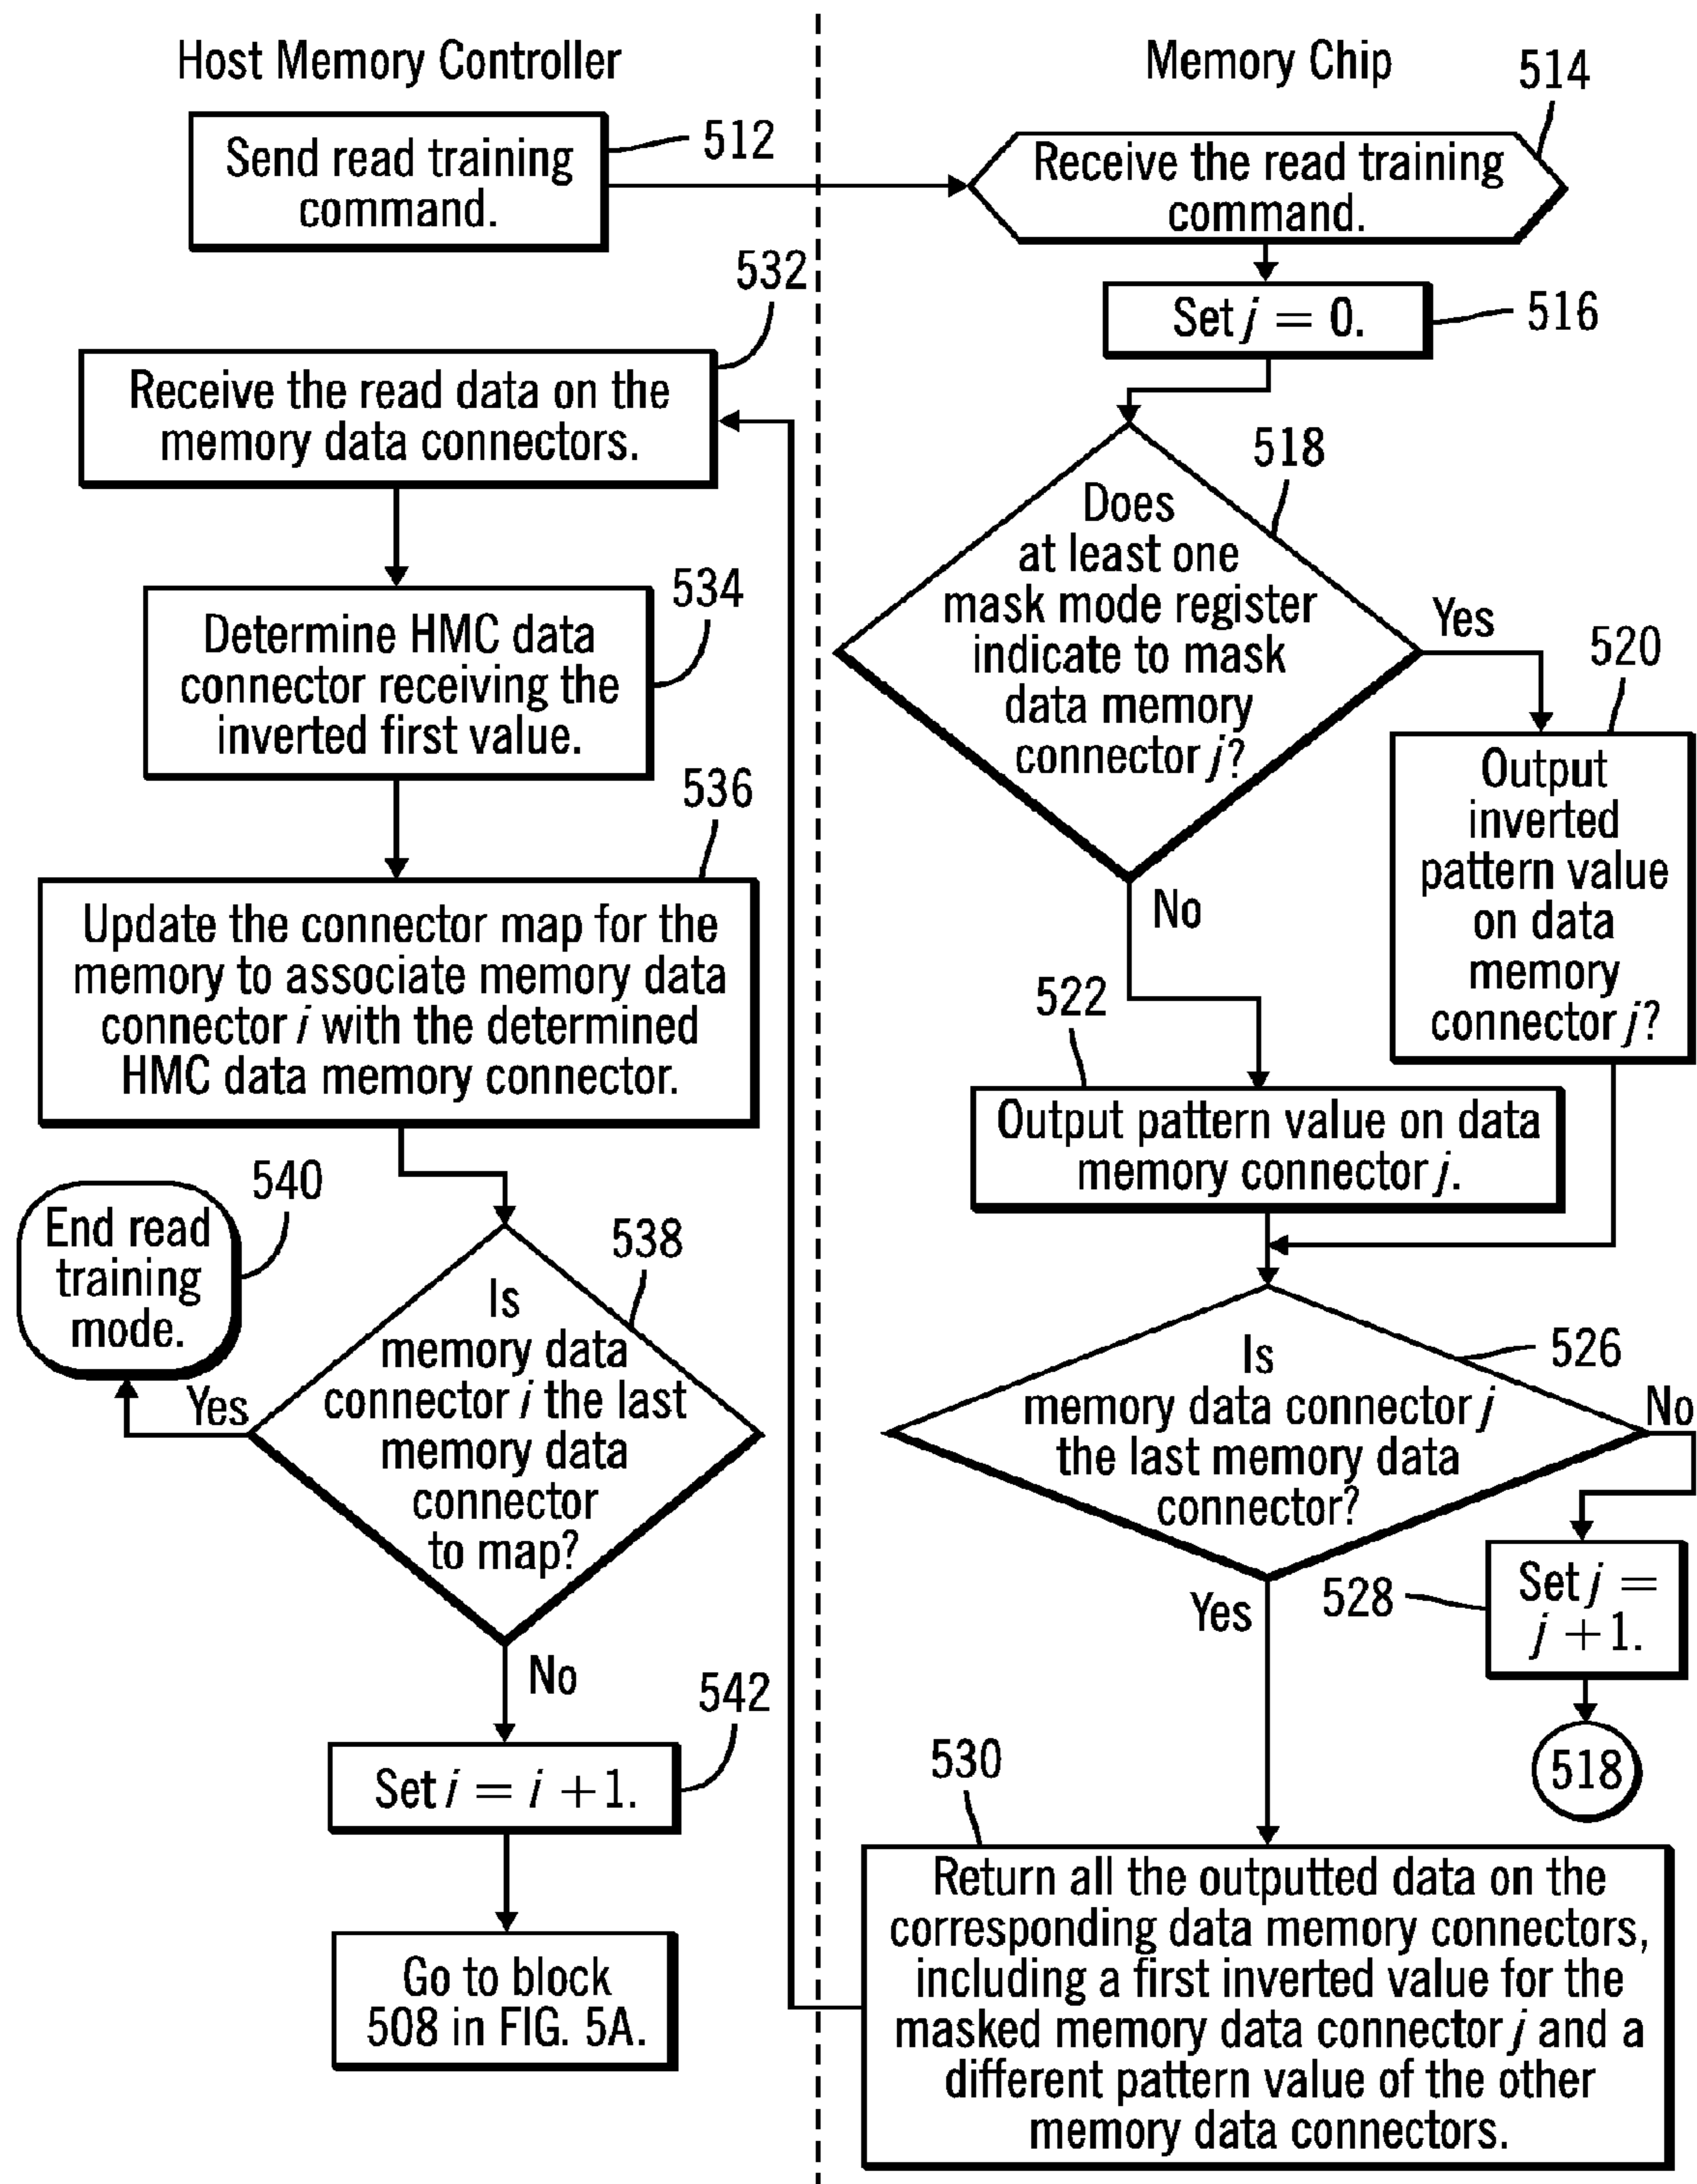 Host Memory Controller
Memory Chip
514
Send read training
command.
512
Receive the read training
command.
532
Set j = 0.
516
Receive the read data on the
memory data connectors.
518
Does
at least one
mask mode register
indicate to mask
data memory
connector j?
Yes
No
534
Determine HMC data
connector receiving the
inverted first value.
520
Output
inverted
pattern value
on data
memory
connector j?
536
Update the connector map for the
memory to associate memory data
connector i with the determined
HMC data memory connector.
522
Output pattern value on data
memory connector j.
540
End read
training
mode.
538
Is
memory data
connector i the last
memory data
connector
to map?
Yes
No
526
Is
memory data connector j
the last memory data
connector?
No
Yes
528
Set j =
j +1.
518
542
Set i = i +1.
Go to block
508 in FIG. 5A.
530
Return all the outputted data on the
corresponding data memory connectors,
including a first inverted value for the
masked memory data connector j and a
different pattern value of the other
memory data connectors.